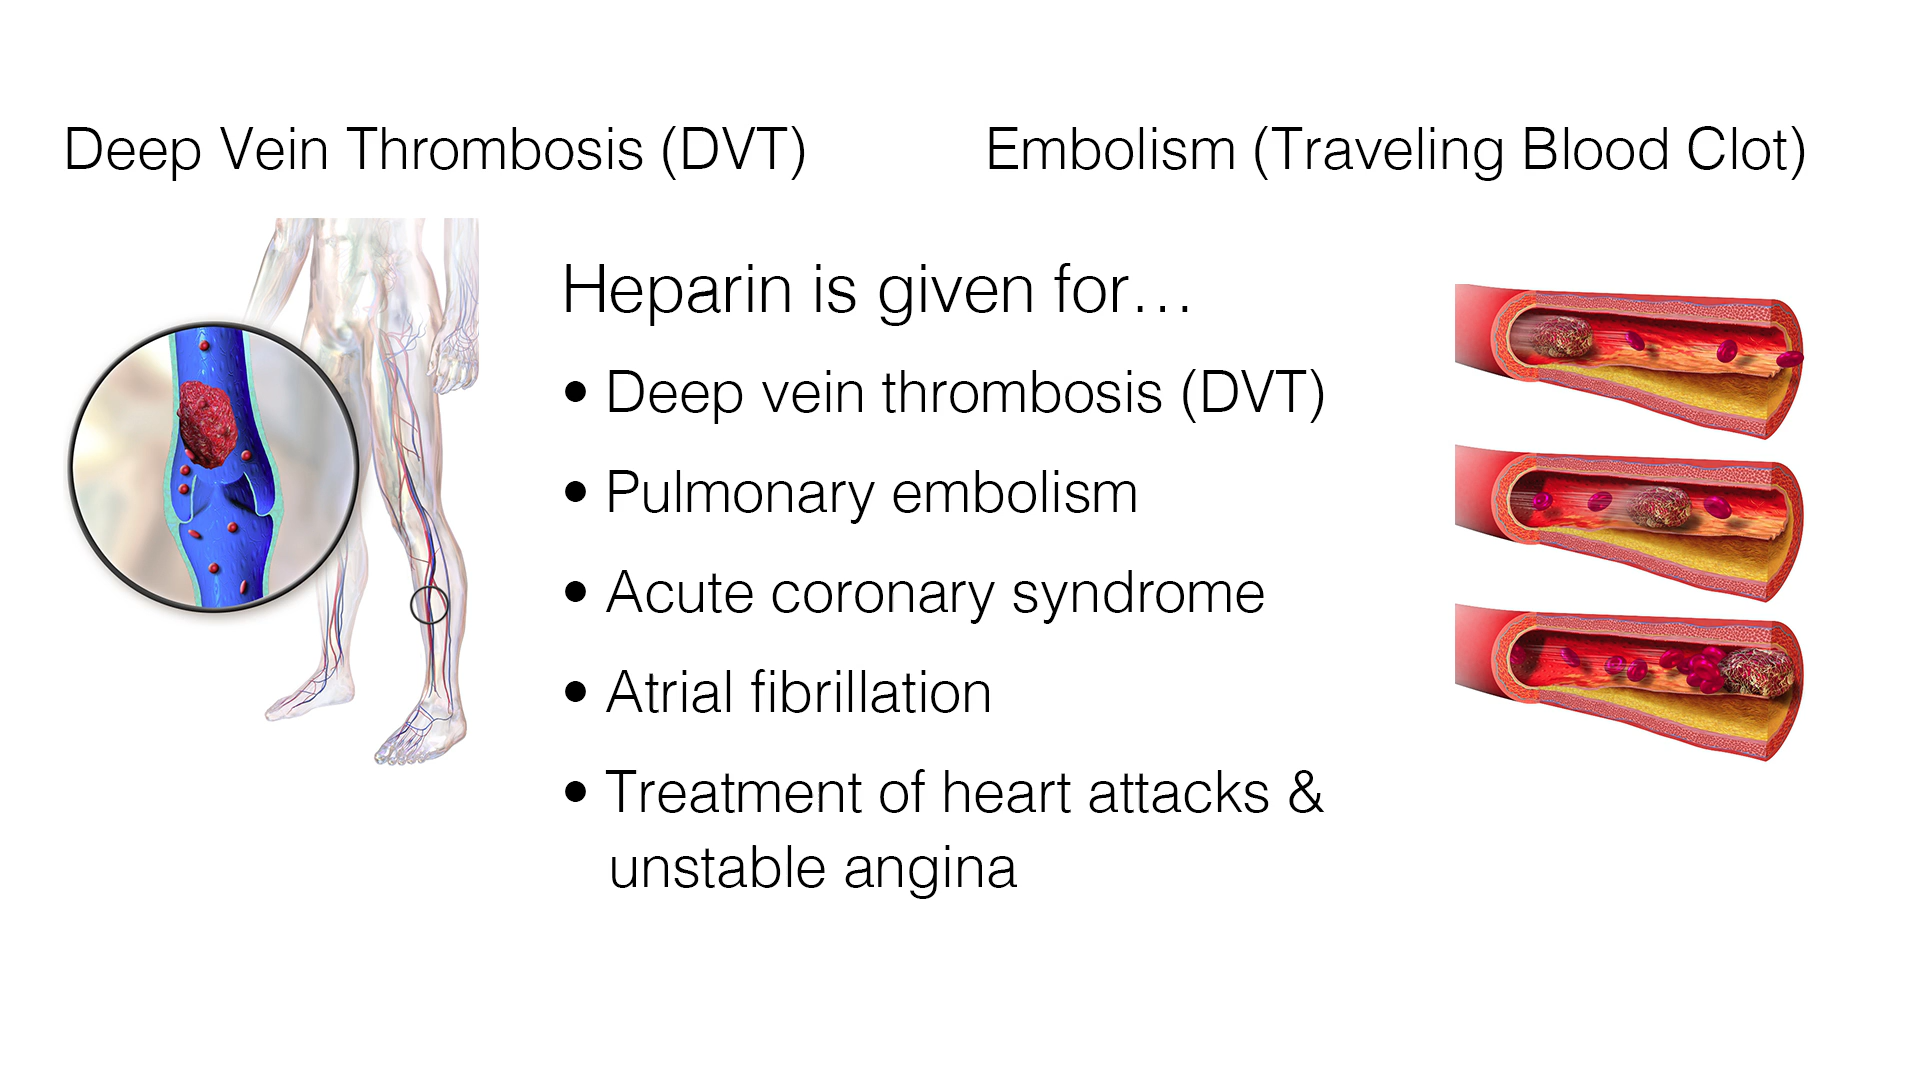 Deep Vein Thrombosis (DVT)
Embolism (Traveling Blood Clot)
Heparin is given for…
• Deep vein thrombosis (DVT)
• Pulmonary embolism
• Acute coronary syndrome
• Atrial fibrillation
• Treatment of heart attacks &
unstable angina